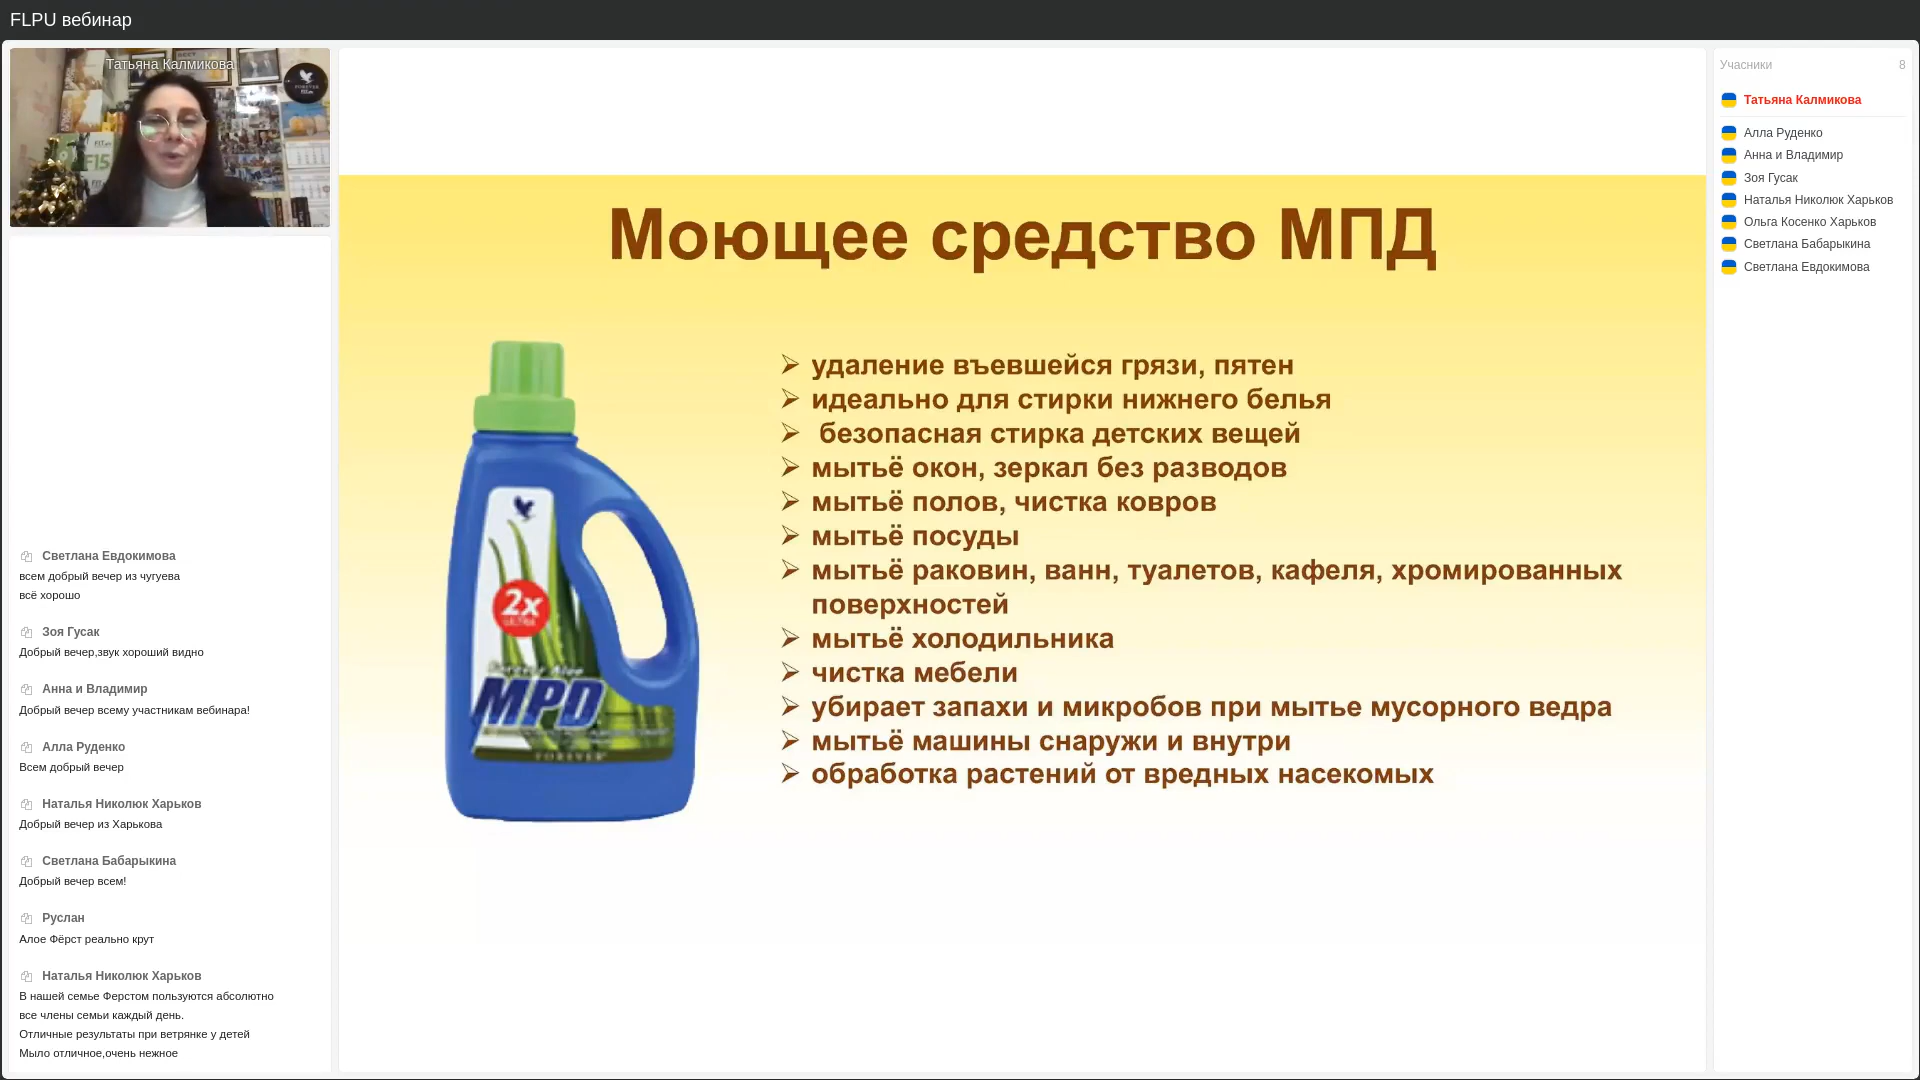 FLPU вебинар
Татьяна Калмикова
FOREVER
F15
Светлана Евдокимова
всем добрый вечер из чугуева
всё хорошо
Зоя Гусак
Добрый вечер,звук хороший видно
Анна и Владимир
Добрый вечер всему участникам вебинара!
Алла Руденко
Всем добрый вечер
Наталья Николюк Харьков
Добрый вечер из Харькова
Светлана Бабарыкина
Добрый вечер всем!
Руслан
Алое Фёрст реально крут
Наталья Николюк Харьков
В нашей семье Ферстом пользуются абсолютно
все члены семьи каждый день.
Отличные результаты при ветрянке у детей
Мыло отличное,очень нежное
Моющее средство МПД
удаление въевшейся грязи, пятен
идеально для стирки нижнего белья
безопасная стирка детских вещей
мытьё окон, зеркал без разводов
мытьё полов, чистка ковров
мытьё посуды
мытьё раковин, ванн, туалетов, кафеля, хромированных
поверхностей
мытьё холодильника
чистка мебели
убирает запахи и микробов при мытье мусорного ведра
мытьё машины снаружи и внутри
обработка растений от вредных насекомых
2x
ULTRA
Forever Aloe
MPD
FOREVER
Учасники 8
Татьяна Калмикова
Алла Руденко
Анна и Владимир
Зоя Гусак
Наталья Николюк Харьков
Ольга Косенко Харьков
Светлана Бабарыкина
Светлана Евдокимова